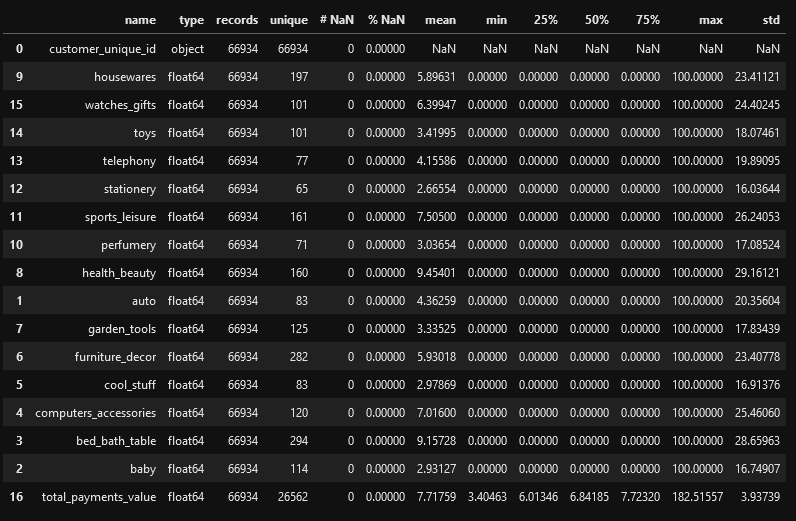 name type records unique # NaN % NaN mean min 25% 50% 75% max std
0 customer_unique_id object 66934 66934 0 0.00000 NaN NaN NaN NaN NaN NaN NaN
9 housewares float64 66934 197 0 0.00000 5.89631 0.00000 0.00000 0.00000 0.00000 100.00000 23.41121
15 watches_gifts float64 66934 101 0 0.00000 6.39947 0.00000 0.00000 0.00000 0.00000 100.00000 24.40245
14 toys float64 66934 101 0 0.00000 3.41995 0.00000 0.00000 0.00000 0.00000 100.00000 18.07461
13 telephony float64 66934 77 0 0.00000 4.15586 0.00000 0.00000 0.00000 0.00000 100.00000 19.89095
12 stationery float64 66934 65 0 0.00000 2.66554 0.00000 0.00000 0.00000 0.00000 100.00000 16.03644
11 sports_leisure float64 66934 161 0 0.00000 7.50500 0.00000 0.00000 0.00000 0.00000 100.00000 26.24053
10 perfumery float64 66934 71 0 0.00000 3.03654 0.00000 0.00000 0.00000 0.00000 100.00000 17.08524
8 health_beauty float64 66934 160 0 0.00000 9.45401 0.00000 0.00000 0.00000 0.00000 100.00000 29.16121
1 auto float64 66934 83 0 0.00000 4.36259 0.00000 0.00000 0.00000 0.00000 100.00000 20.35604
7 garden_tools float64 66934 125 0 0.00000 3.33525 0.00000 0.00000 0.00000 0.00000 100.00000 17.83439
6 furniture_decor float64 66934 282 0 0.00000 5.93018 0.00000 0.00000 0.00000 0.00000 100.00000 23.40778
5 cool_stuff float64 66934 83 0 0.00000 2.97869 0.00000 0.00000 0.00000 0.00000 100.00000 16.91376
4 computers_accessories float64 66934 120 0 0.00000 7.01600 0.00000 0.00000 0.00000 0.00000 100.00000 25.46060
3 bed_bath_table float64 66934 294 0 0.00000 9.15728 0.00000 0.00000 0.00000 0.00000 100.00000 28.65963
2 baby float64 66934 114 0 0.00000 2.93127 0.00000 0.00000 0.00000 0.00000 100.00000 16.74907
16 total_payments_value float64 66934 26562 0 0.00000 7.71759 3.40463 6.01346 6.84185 7.72320 182.51557 3.93739